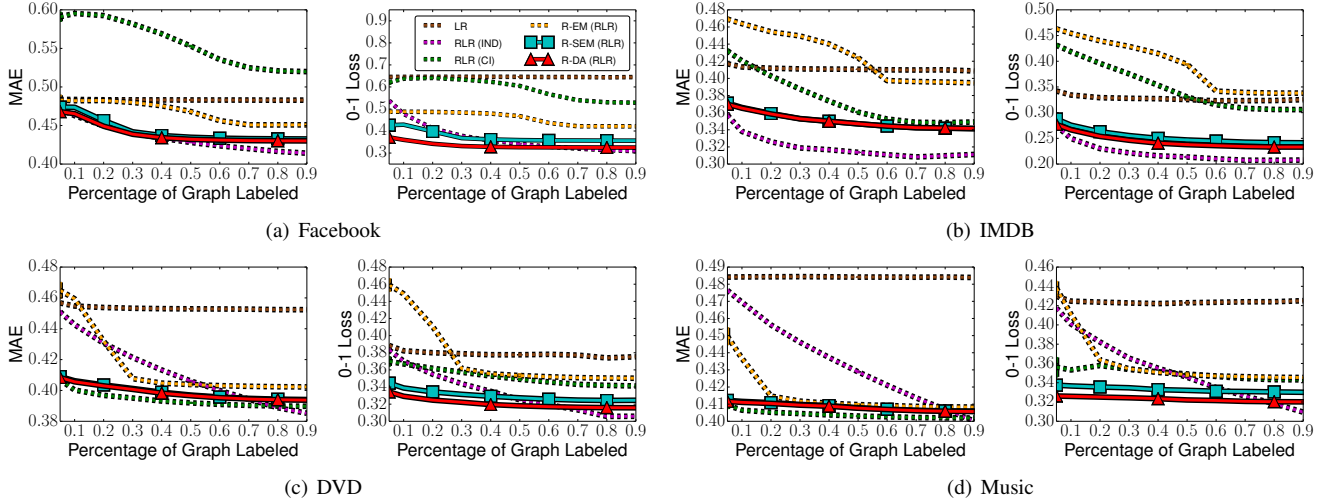 0.60
0.55
0.50
0.45
0.40
MAE
0.1 0.2 0.3 0.4 0.5 0.6 0.7 0.8 0.9
Percentage of Graph Labeled
0.9
0.8
0.7
0.6
0.5
0.4
0.3
0-1 Loss
LR
RLR (IND)
RLR (CI)
R-EM (RLR)
R-SEM (RLR)
R-DA (RLR)
0.1 0.2 0.3 0.4 0.5 0.6 0.7 0.8 0.9
Percentage of Graph Labeled
(a) Facebook
0.48
0.46
0.44
0.42
0.40
0.38
0.36
0.34
0.32
0.30
MAE
0.1 0.2 0.3 0.4 0.5 0.6 0.7 0.8 0.9
Percentage of Graph Labeled
0.50
0.45
0.40
0.35
0.30
0.25
0.20
0-1 Loss
0.1 0.2 0.3 0.4 0.5 0.6 0.7 0.8 0.9
Percentage of Graph Labeled
(b) IMDB
0.48
0.46
0.44
0.42
0.40
0.38
MAE
0.1 0.2 0.3 0.4 0.5 0.6 0.7 0.8 0.9
Percentage of Graph Labeled
0.48
0.46
0.44
0.42
0.40
0.38
0.36
0.34
0.32
0.30
0-1 Loss
0.1 0.2 0.3 0.4 0.5 0.6 0.7 0.8 0.9
Percentage of Graph Labeled
(c) DVD
0.49
0.48
0.47
0.46
0.45
0.44
0.43
0.42
0.41
0.40
MAE
0.1 0.2 0.3 0.4 0.5 0.6 0.7 0.8 0.9
Percentage of Graph Labeled
0.46
0.44
0.42
0.40
0.38
0.36
0.34
0.32
0.30
0-1 Loss
0.1 0.2 0.3 0.4 0.5 0.6 0.7 0.8 0.9
Percentage of Graph Labeled
(d) Music